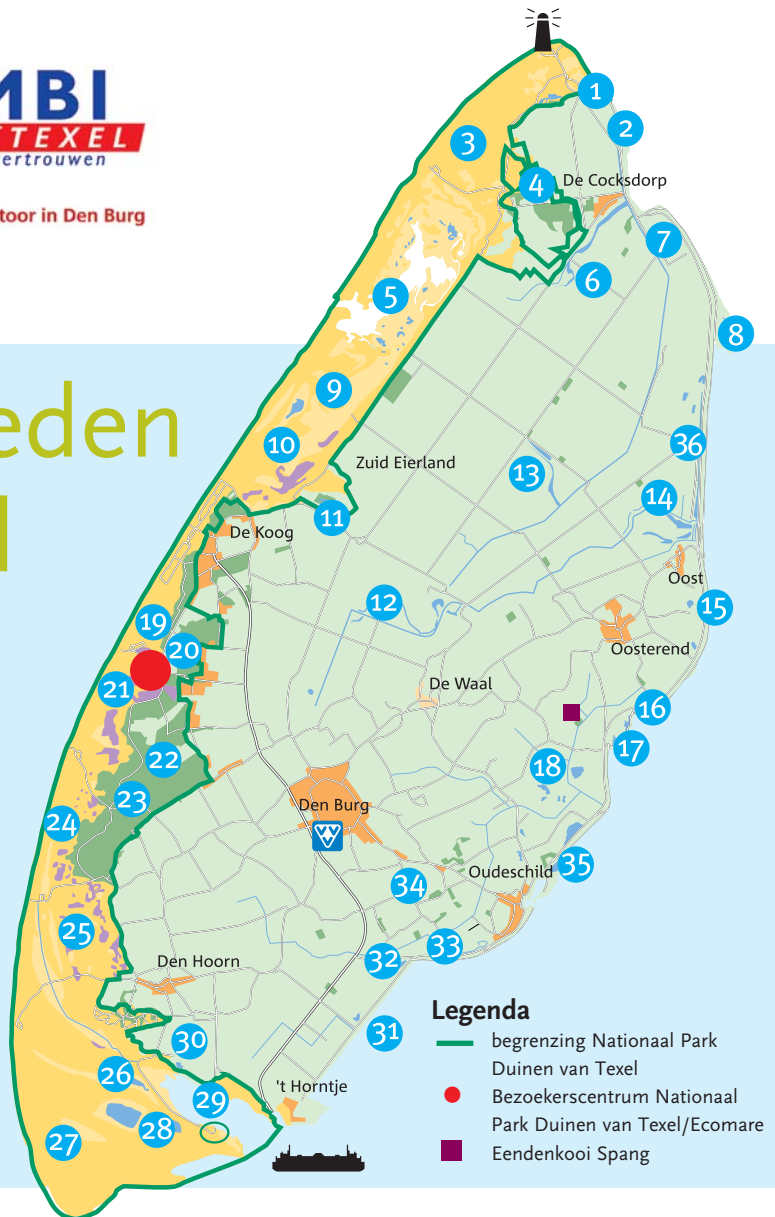 MBI
TEXEL
ertrouwen
toor in Den Burg
eden
1
2
3
4
De Cocksdorp
7
6
5
8
9
10
36
Zuid Eierland
13
14
11
De Koog
Oost
12
15
19
20
Oosterend
De Waal
21
16
17
22
18
23
Den Burg
24
VVV
Oudeschild
35
34
25
33
Den Hoorn
32
31
30
26
't Horntje
29
28
27
Legenda
begrenzing Nationaal Park
Duinen van Texel
Bezoekerscentrum Nationaal
Park Duinen van Texel/Ecomare
Eendenkooi Spang